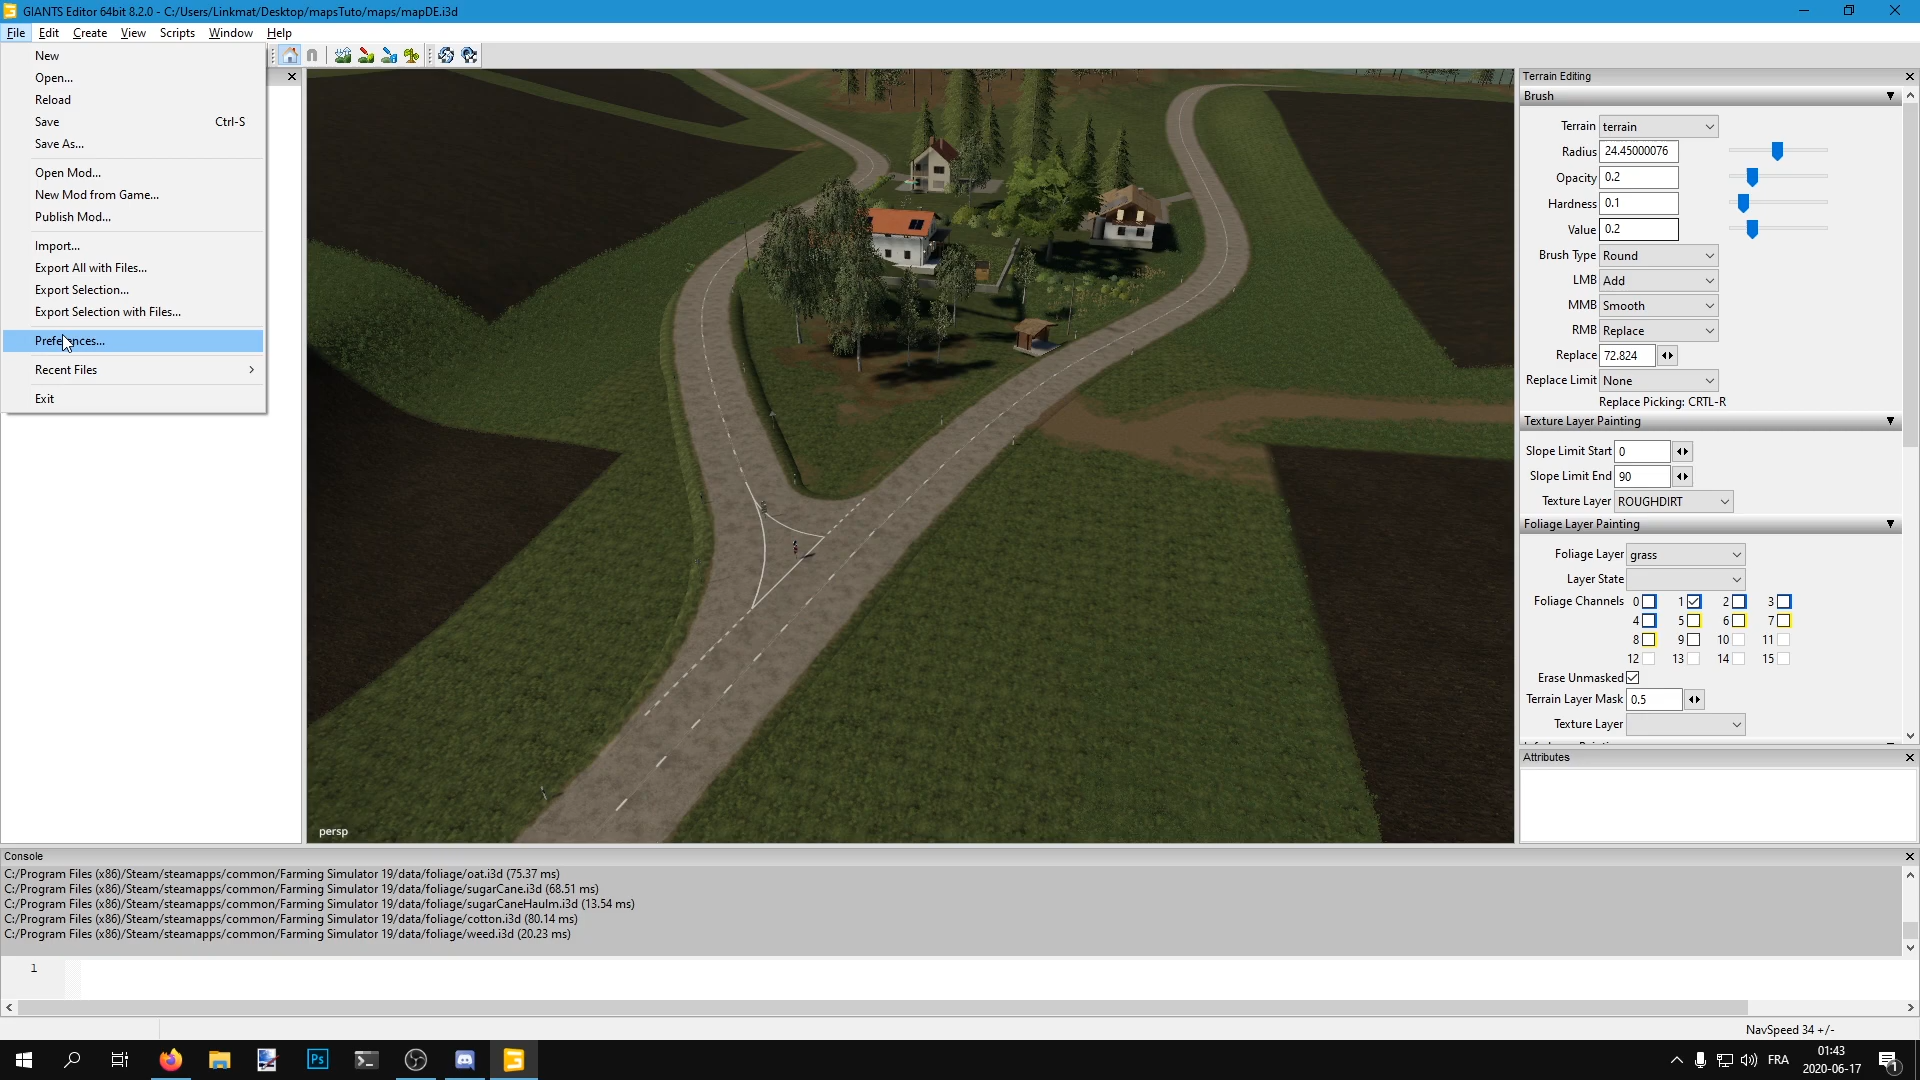 GIANTS Editor 64bit 8.2.0 - C:/Users/Linkmat/Desktop/mapsTuto/maps/mapDE.i3d
File Edit Create View Scripts Window Help
New
Open...
Reload
Save Ctrl-S
Save As...
Open Mod...
New Mod from Game...
Publish Mod...
Import...
Export All with Files...
Export Selection...
Export Selection with Files...
Preferences...
Recent Files
Exit
persp
Terrain Editing
Brush
Terrain terrain
Radius 24.45000076
Opacity 0.2
Hardness 0.1
Value 0.2
Brush Type Round
LMB Add
MMB Smooth
RMB Replace
Replace 72.824
Replace Limit None
Replace Picking: CRTL-R
Texture Layer Painting
Slope Limit Start 0
Slope Limit End 90
Texture Layer ROUGHDIRT
Foliage Layer Painting
Foliage Layer grass
Layer State
Foliage Channels 0 1 2 3
4 5 6 7
8 9 10 11
12 13 14 15
Erase Unmasked
Terrain Layer Mask 0.5
Texture Layer
Attributes
Console
C:/Program Files (x86)/Steam/steamapps/common/Farming Simulator 19/data/foliage/oat.i3d (75.37 ms)
C:/Program Files (x86)/Steam/steamapps/common/Farming Simulator 19/data/foliage/sugarCane.i3d (68.51 ms)
C:/Program Files (x86)/Steam/steamapps/common/Farming Simulator 19/data/foliage/sugarCaneHaulm.i3d (13.54 ms)
C:/Program Files (x86)/Steam/steamapps/common/Farming Simulator 19/data/foliage/cotton.i3d (80.14 ms)
C:/Program Files (x86)/Steam/steamapps/common/Farming Simulator 19/data/foliage/weed.i3d (20.23 ms)
1
NavSpeed 34 +/-
Ps
FRA
01:43
2020-06-17
1